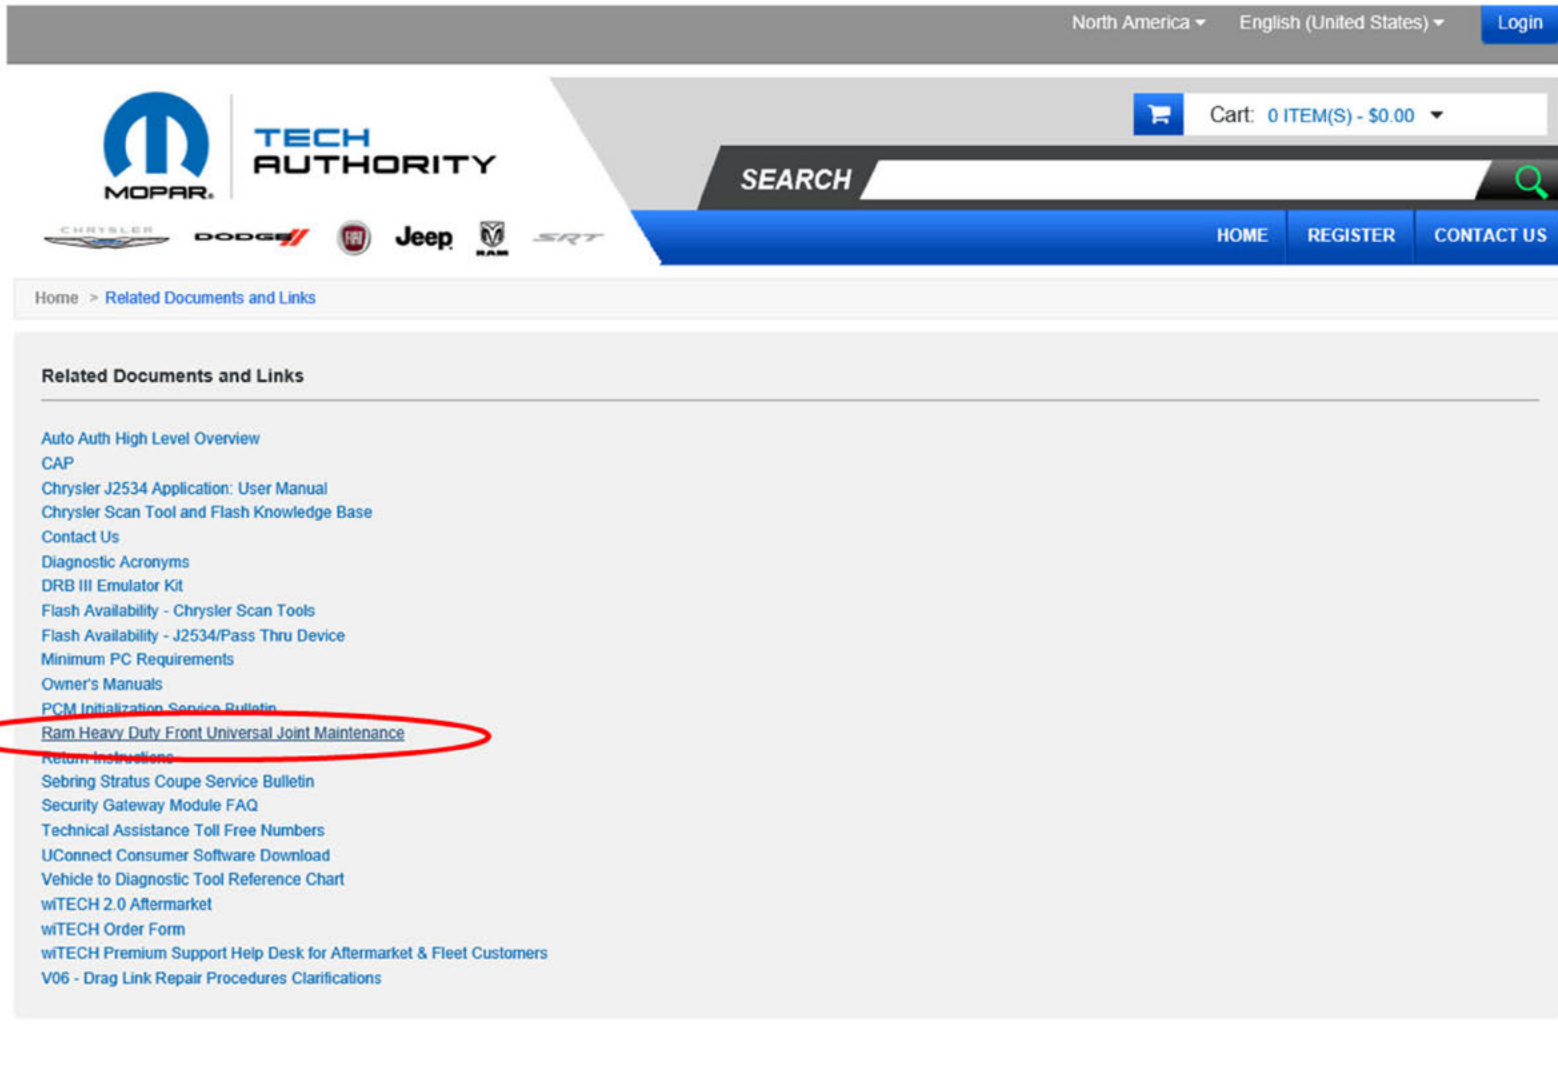 North America English (United States) Login
MOPAR.
TECH
AUTHORITY
Cart: 0 ITEM(S) - $0.00
SEARCH
CHRYSLER DODGE FIAT Jeep RAM SRT
HOME REGISTER CONTACT US
Home > Related Documents and Links
Related Documents and Links
Auto Auth High Level Overview
CAP
Chrysler J2534 Application: User Manual
Chrysler Scan Tool and Flash Knowledge Base
Contact Us
Diagnostic Acronyms
DRB III Emulator Kit
Flash Availability - Chrysler Scan Tools
Flash Availability - J2534/Pass Thru Device
Minimum PC Requirements
Owner's Manuals
PCM Initialization Service Bulletin
Ram Heavy Duty Front Universal Joint Maintenance
Return Instructions
Sebring Stratus Coupe Service Bulletin
Security Gateway Module FAQ
Technical Assistance Toll Free Numbers
UConnect Consumer Software Download
Vehicle to Diagnostic Tool Reference Chart
wiTECH 2.0 Aftermarket
wiTECH Order Form
wiTECH Premium Support Help Desk for Aftermarket & Fleet Customers
V06 - Drag Link Repair Procedures Clarifications